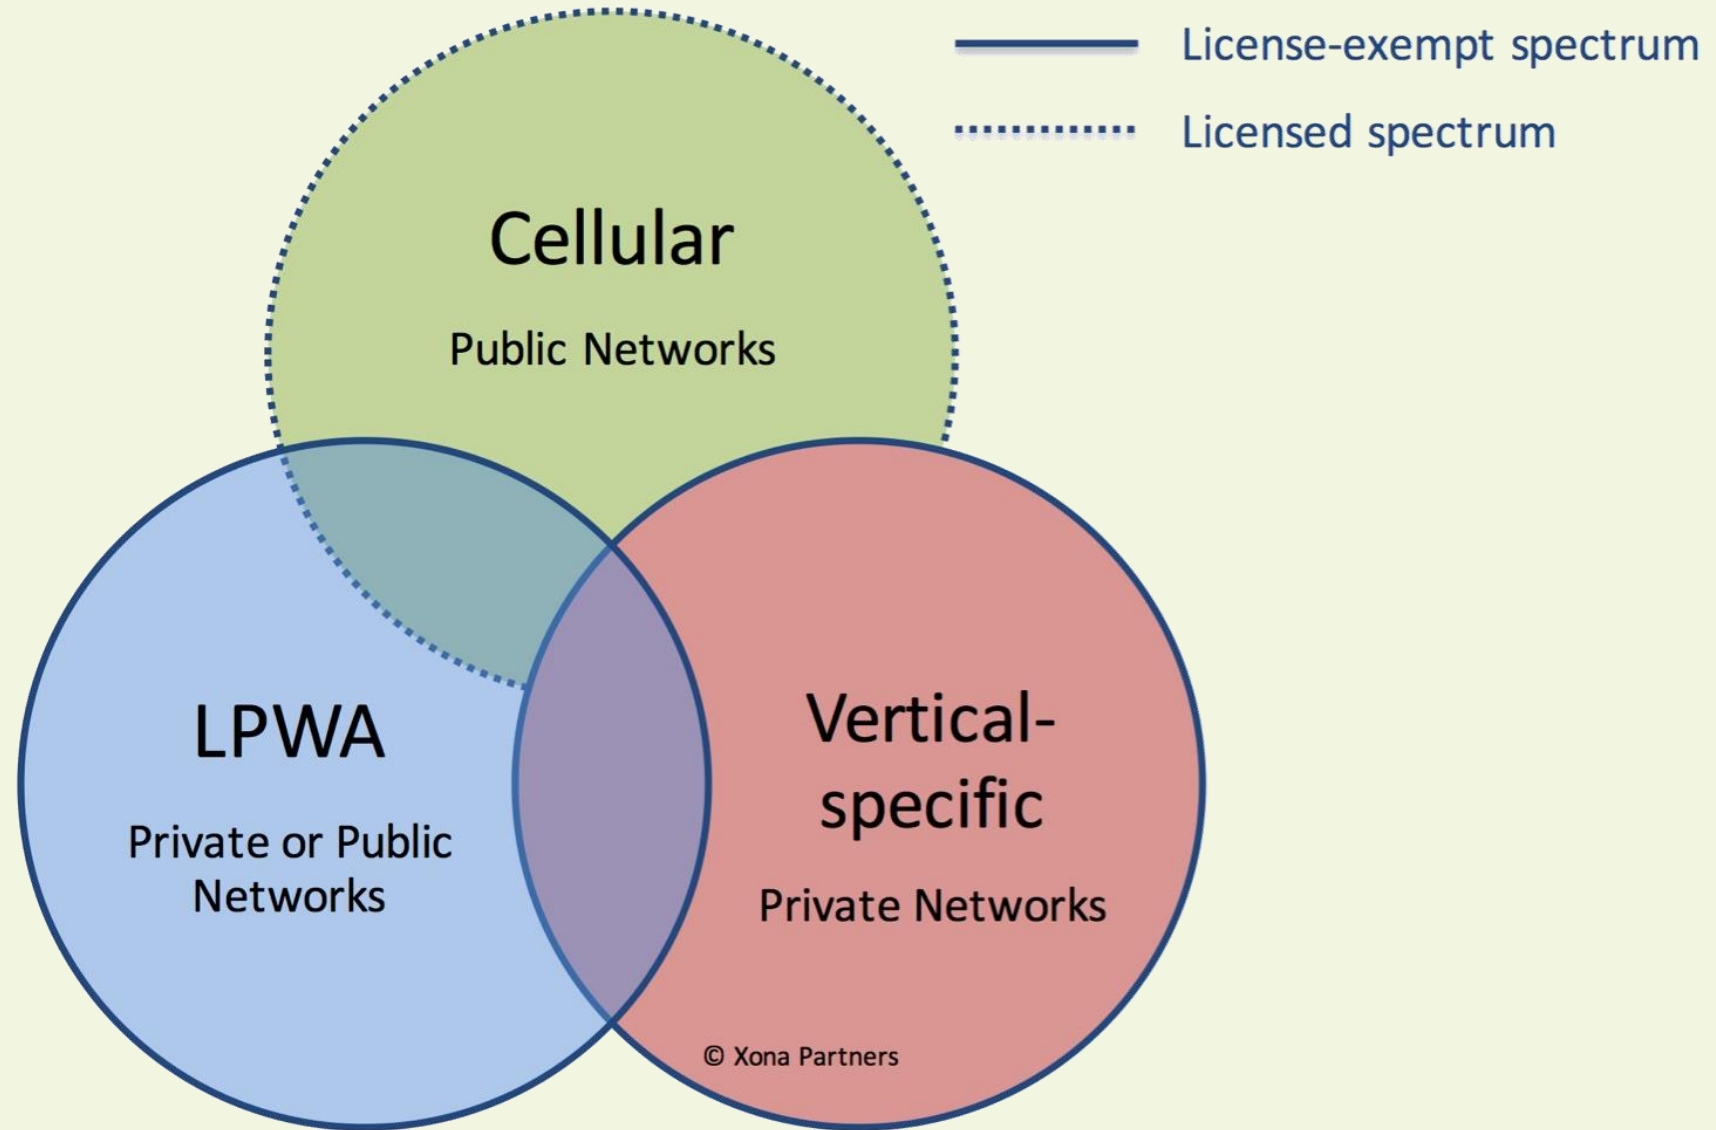 License-exempt spectrum
Licensed spectrum
Cellular
Public Networks
LPWA
Private or Public
Networks
Vertical-
specific
Private Networks
© Xona Partners